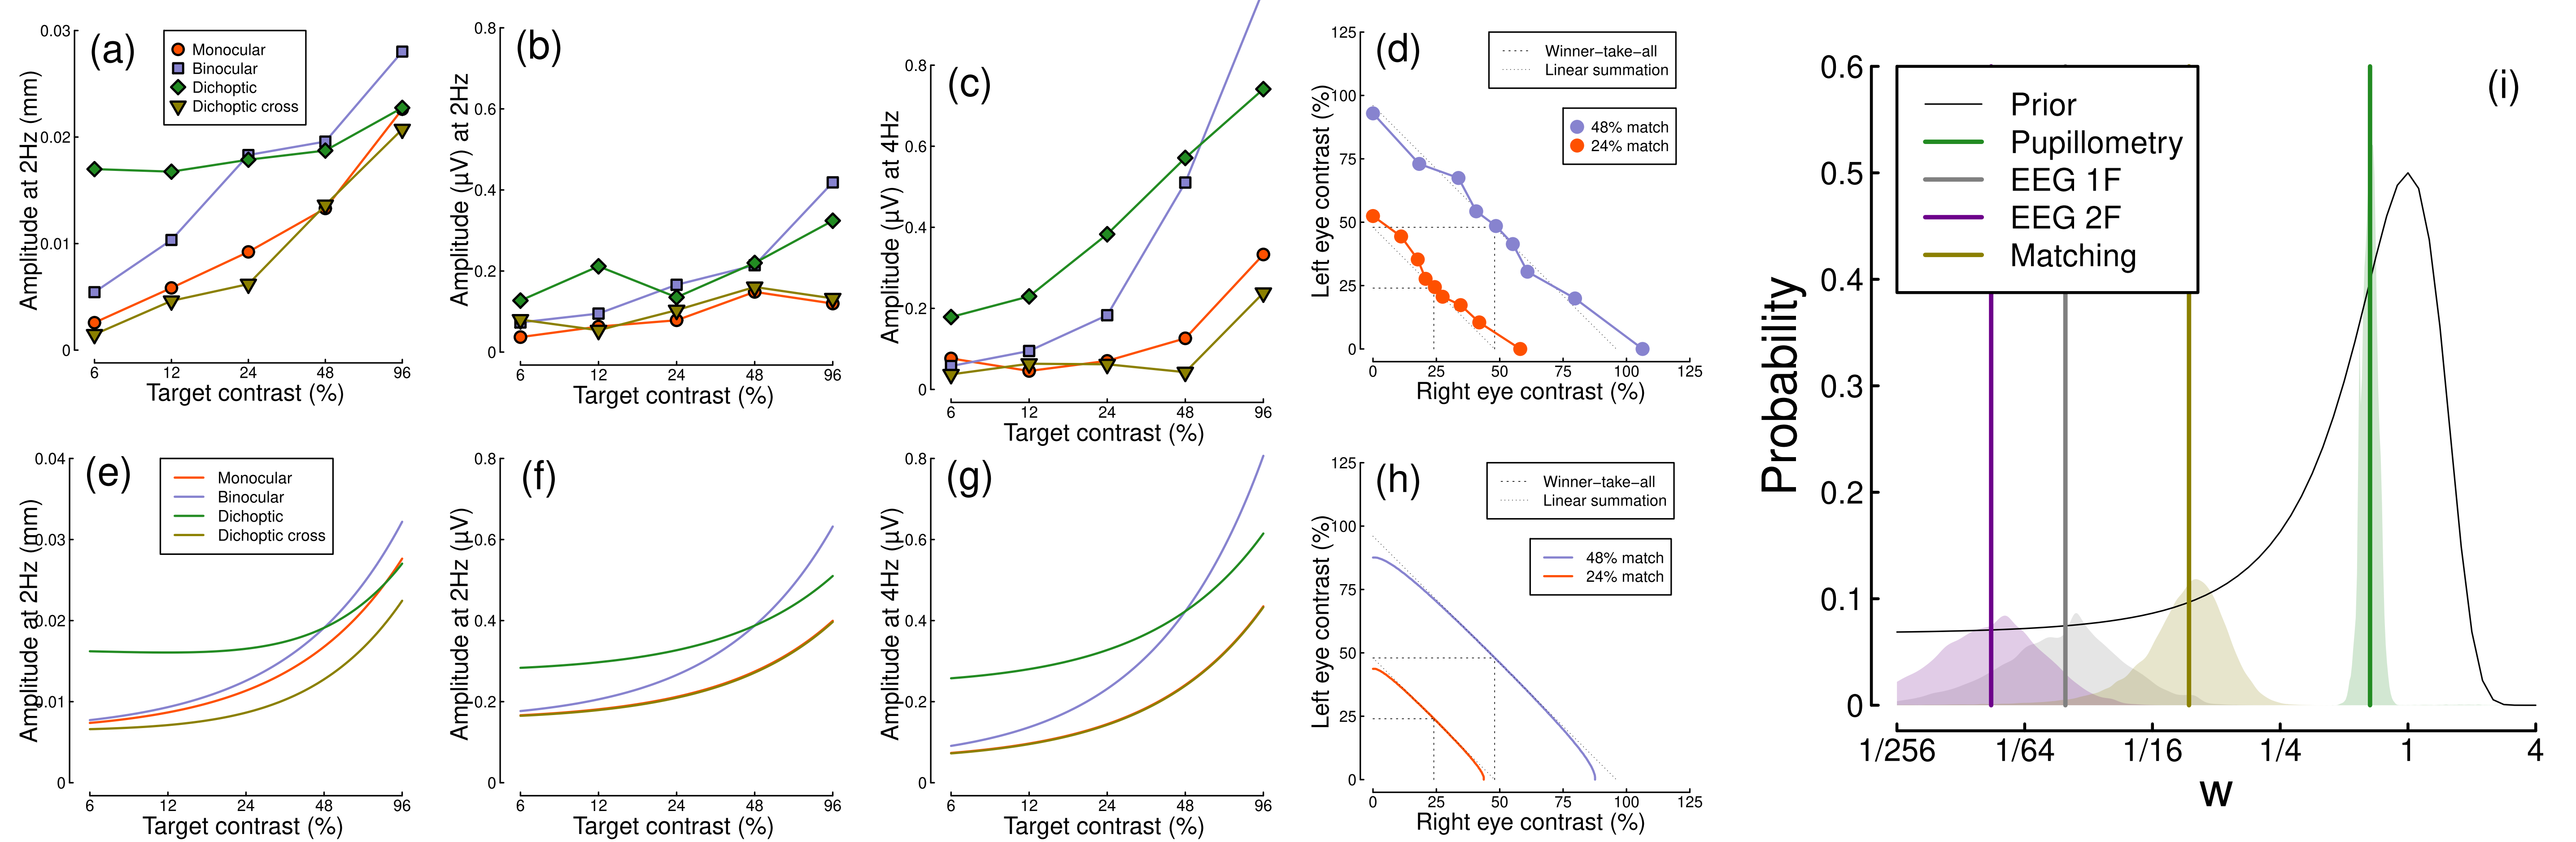 (a)
Monocular
Binocular
Dichoptic
Dichoptic cross
Amplitude at 2Hz (mm)
0.03
0.02
0.01
0
6 12 24 48 96
Target contrast (%)
(b)
Amplitude (µV) at 2Hz
0.8
0.6
0.4
0.2
0
6 12 24 48 96
Target contrast (%)
(c)
Amplitude (µV) at 4Hz
0.8
0.6
0.4
0.2
0
6 12 24 48 96
Target contrast (%)
(d)
Winner−take−all
Linear summation
48% match
24% match
Left eye contrast (%)
125
100
75
50
25
0
0 25 50 75 100 125
Right eye contrast (%)
(e)
Monocular
Binocular
Dichoptic
Dichoptic cross
Amplitude at 2Hz (mm)
0.04
0.03
0.02
0.01
0
6 12 24 48 96
Target contrast (%)
(f)
Amplitude at 2Hz (µV)
0.8
0.6
0.4
0.2
0
6 12 24 48 96
Target contrast (%)
(g)
Amplitude at 4Hz (µV)
0.8
0.6
0.4
0.2
0
6 12 24 48 96
Target contrast (%)
(h)
Winner−take−all
Linear summation
48% match
24% match
Left eye contrast (%)
125
100
75
50
25
0
0 25 50 75 100 125
Right eye contrast (%)
(i)
Prior
Pupillometry
EEG 1F
EEG 2F
Matching
Probability
0.6
0.5
0.4
0.3
0.2
0.1
0
1/256 1/64 1/16 1/4 1 4
w